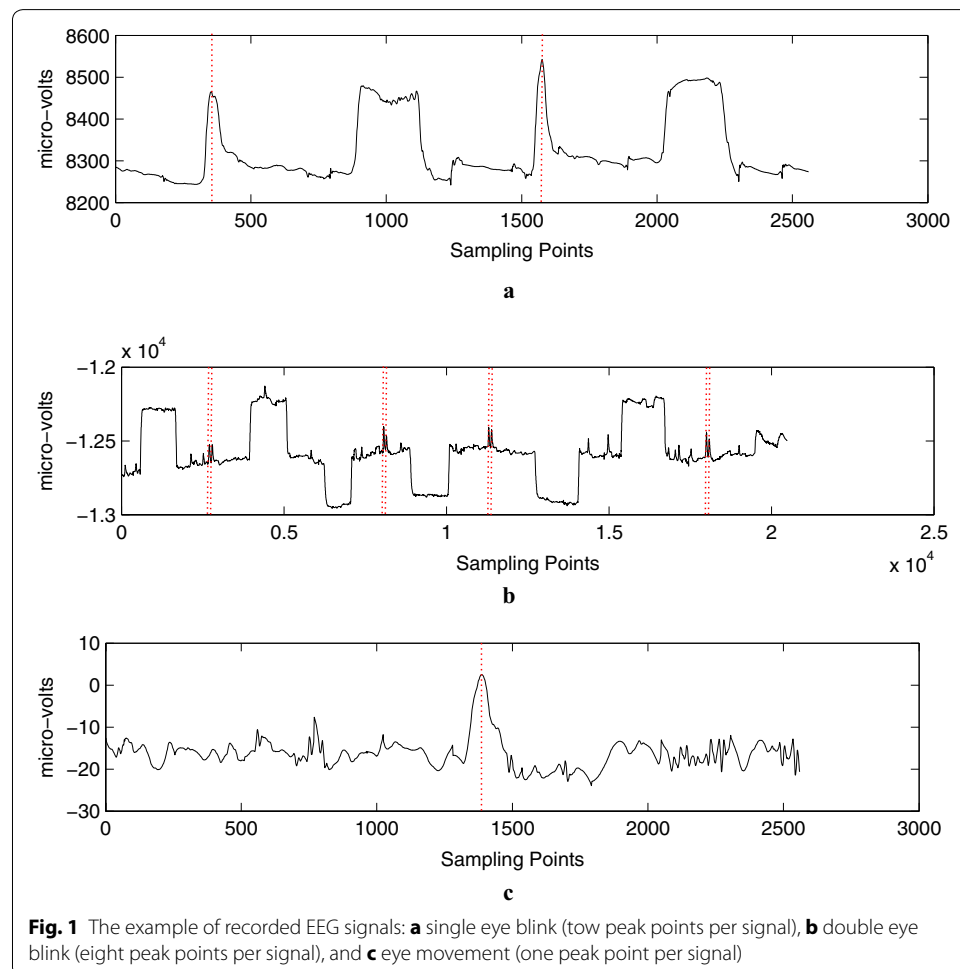 8600
8500
8400
8300
8200
micro−volts
0 500 1000 1500 2000 2500 3000
Sampling Points
a
x 10^4
−1.2
−1.25
−1.3
micro−volts
0 0.5 1 1.5 2 2.5
x 10^4
Sampling Points
b
10
0
−10
−20
−30
micro−volts
0 500 1000 1500 2000 2500 3000
Sampling Points
c
Fig. 1 The example of recorded EEG signals: a single eye blink (tow peak points per signal), b double eye
blink (eight peak points per signal), and c eye movement (one peak point per signal)